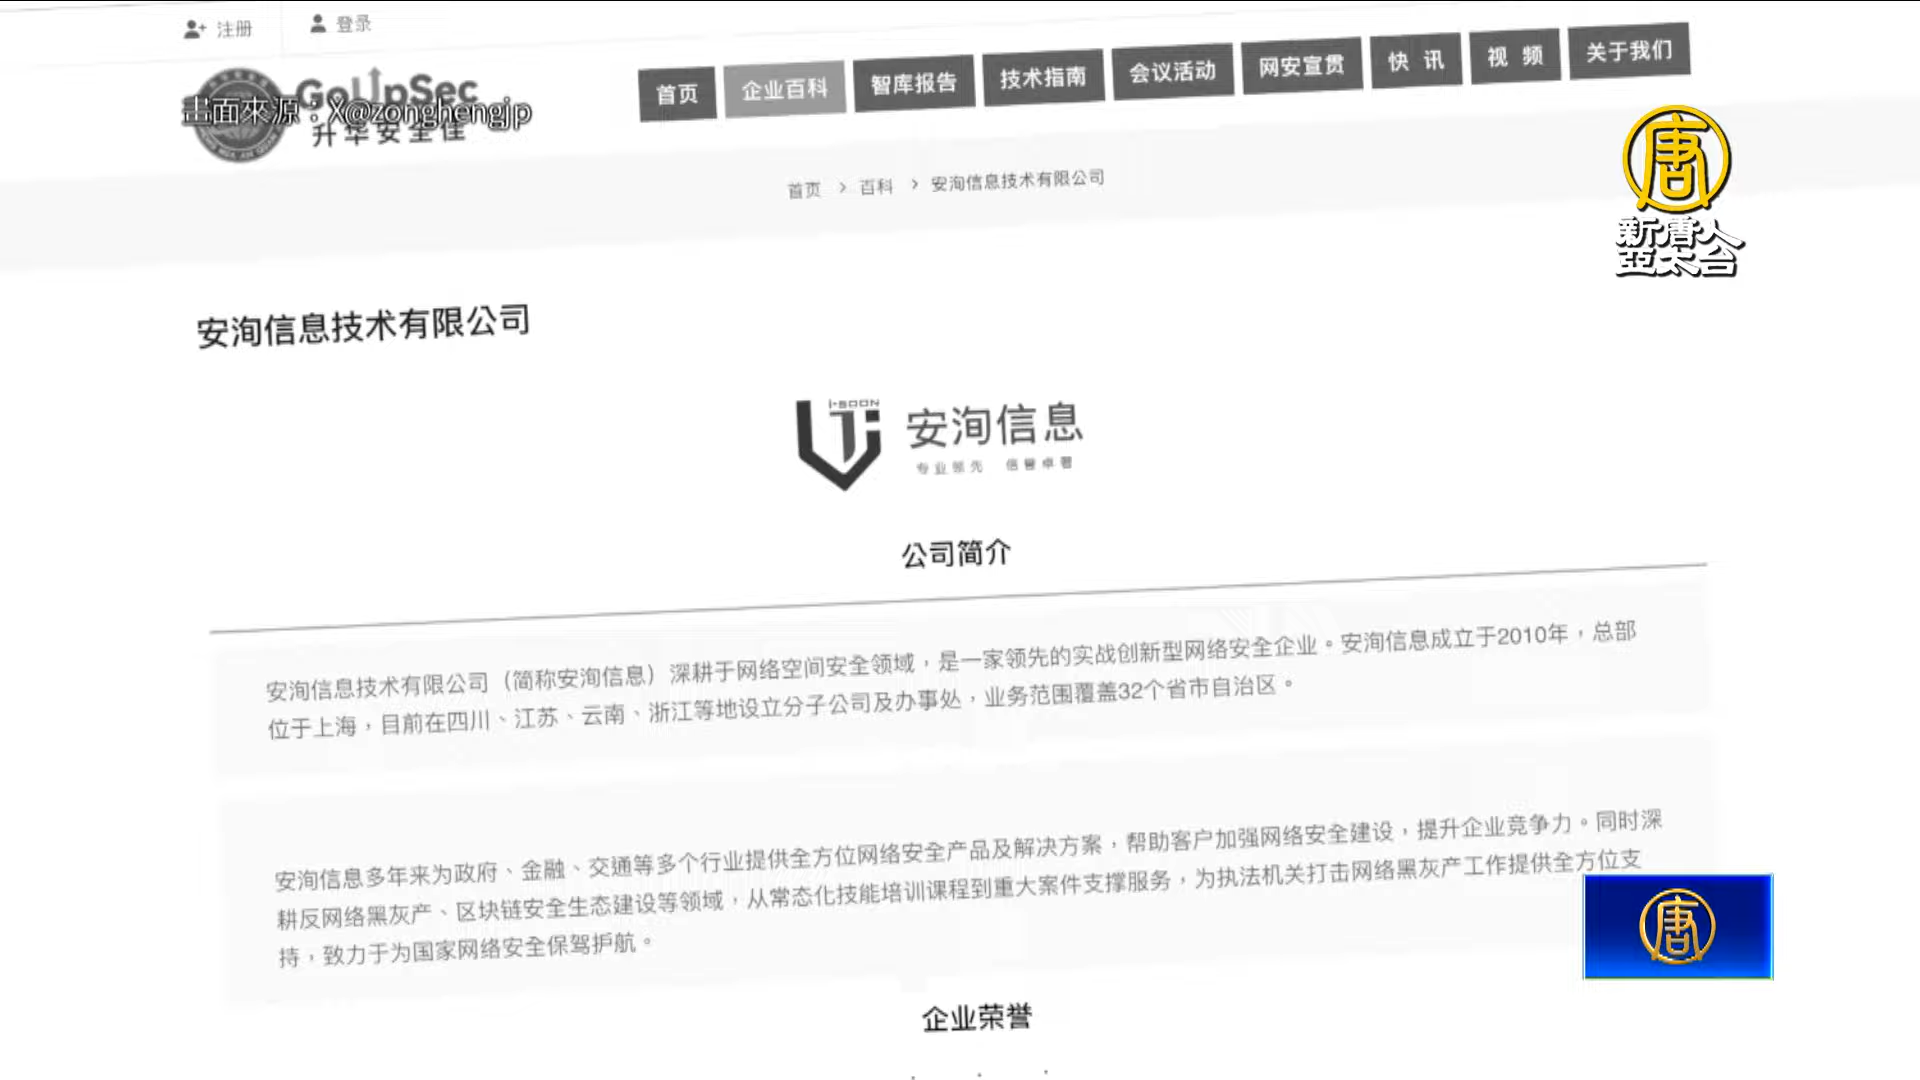 注册
登录
GoUpSec
升华安全佳
畫面來源：X@zonghengjp
首页
企业百科
智库报告
技术指南
会议活动
网安宣贯
快 讯
视 频
关于我们
唐
新唐人
亞太台
首页 > 百科 > 安洵信息技术有限公司
安洵信息技术有限公司
i-SOON
安洵信息
专业领先 信誉卓著
公司简介
安洵信息技术有限公司（简称安洵信息）深耕于网络空间安全领域，是一家领先的实战创新型网络安全企业。安洵信息成立于2010年，总部
位于上海，目前在四川、江苏、云南、浙江等地设立分子公司及办事处，业务范围覆盖32个省市自治区。
安洵信息多年来为政府、金融、交通等多个行业提供全方位网络安全产品及解决方案，帮助客户加强网络安全建设，提升企业竞争力。同时深
耕反网络黑灰产、区块链安全生态建设等领域，从常态化技能培训课程到重大案件支撑服务，为执法机关打击网络黑灰产工作提供全方位支
持，致力于为国家网络安全保驾护航。
唐
企业荣誉